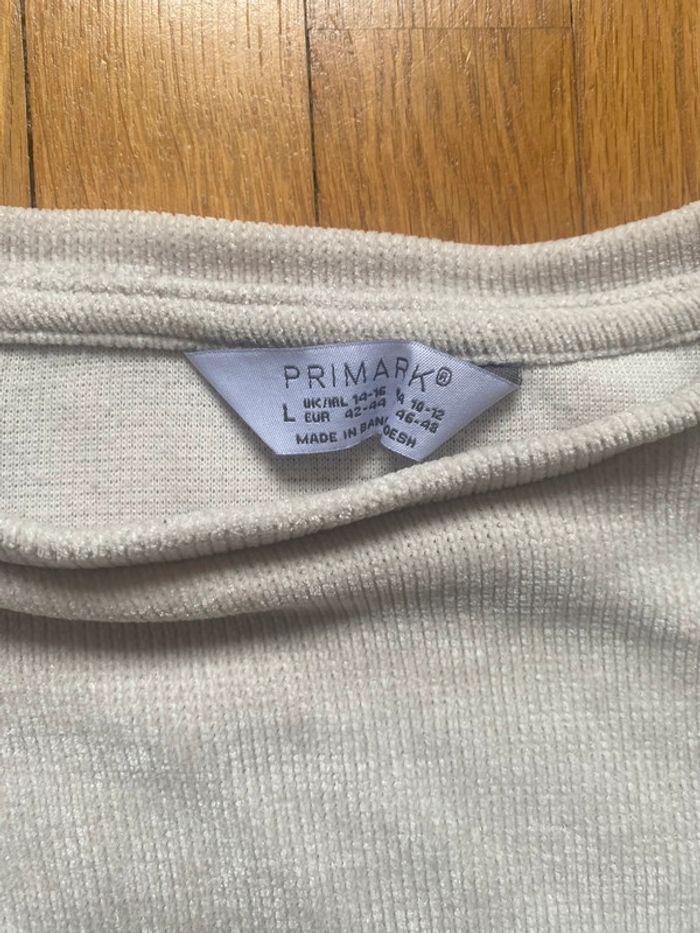 PRIMARK®
L UK/IRL 14-16 10-12
EUR 42-44 46-48
MADE IN